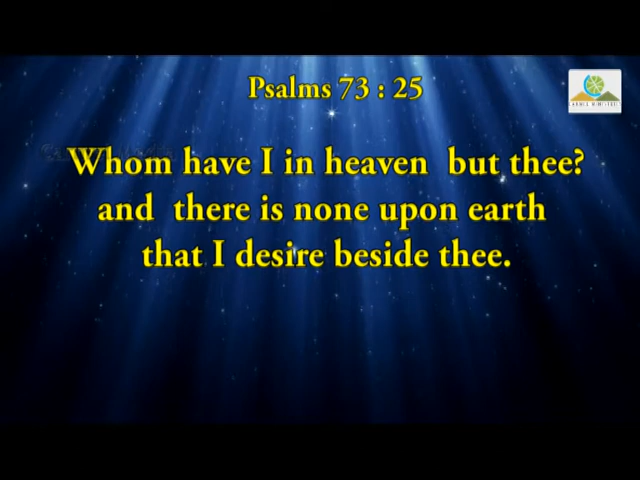 Psalms 73 : 25
Whom have I in heaven but thee?
and there is none upon earth
that I desire beside thee.